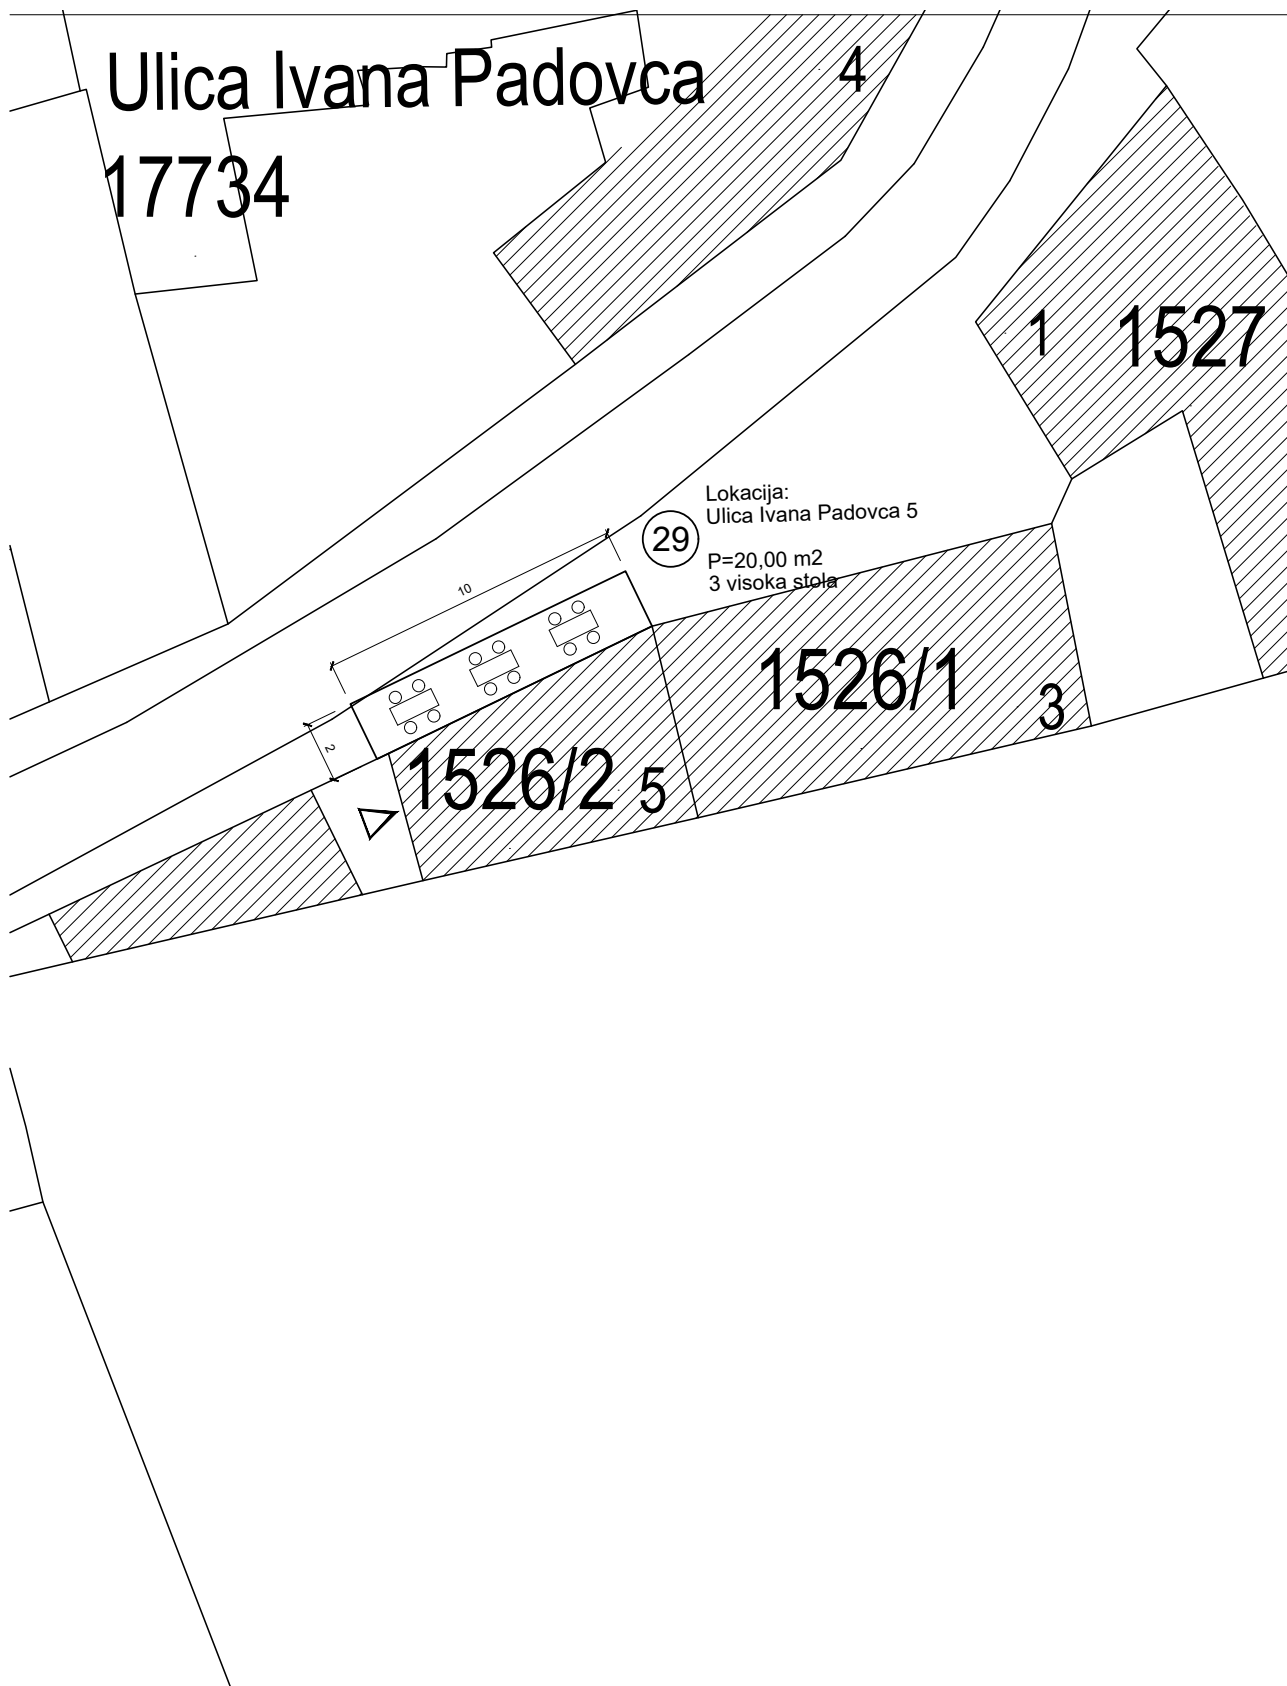 Ulica Ivana Padovca
4
17734
1
1527
Lokacija:
Ulica Ivana Padovca 5
29
P=20,00 m2
3 visoka stola
10
1526/1
3
2
1526/2
5